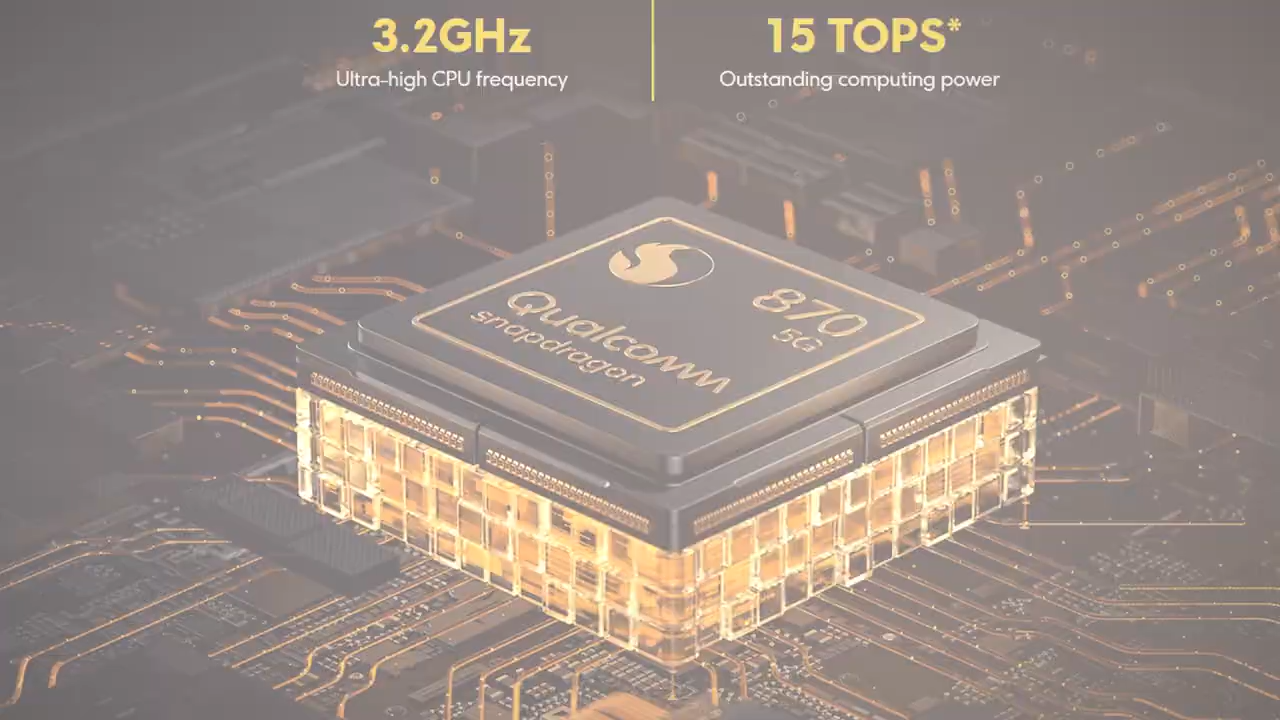 3.2GHz
Ultra-high CPU frequency
15 TOPS*
Outstanding computing power
870
5G
Qualcomm
snapdragon